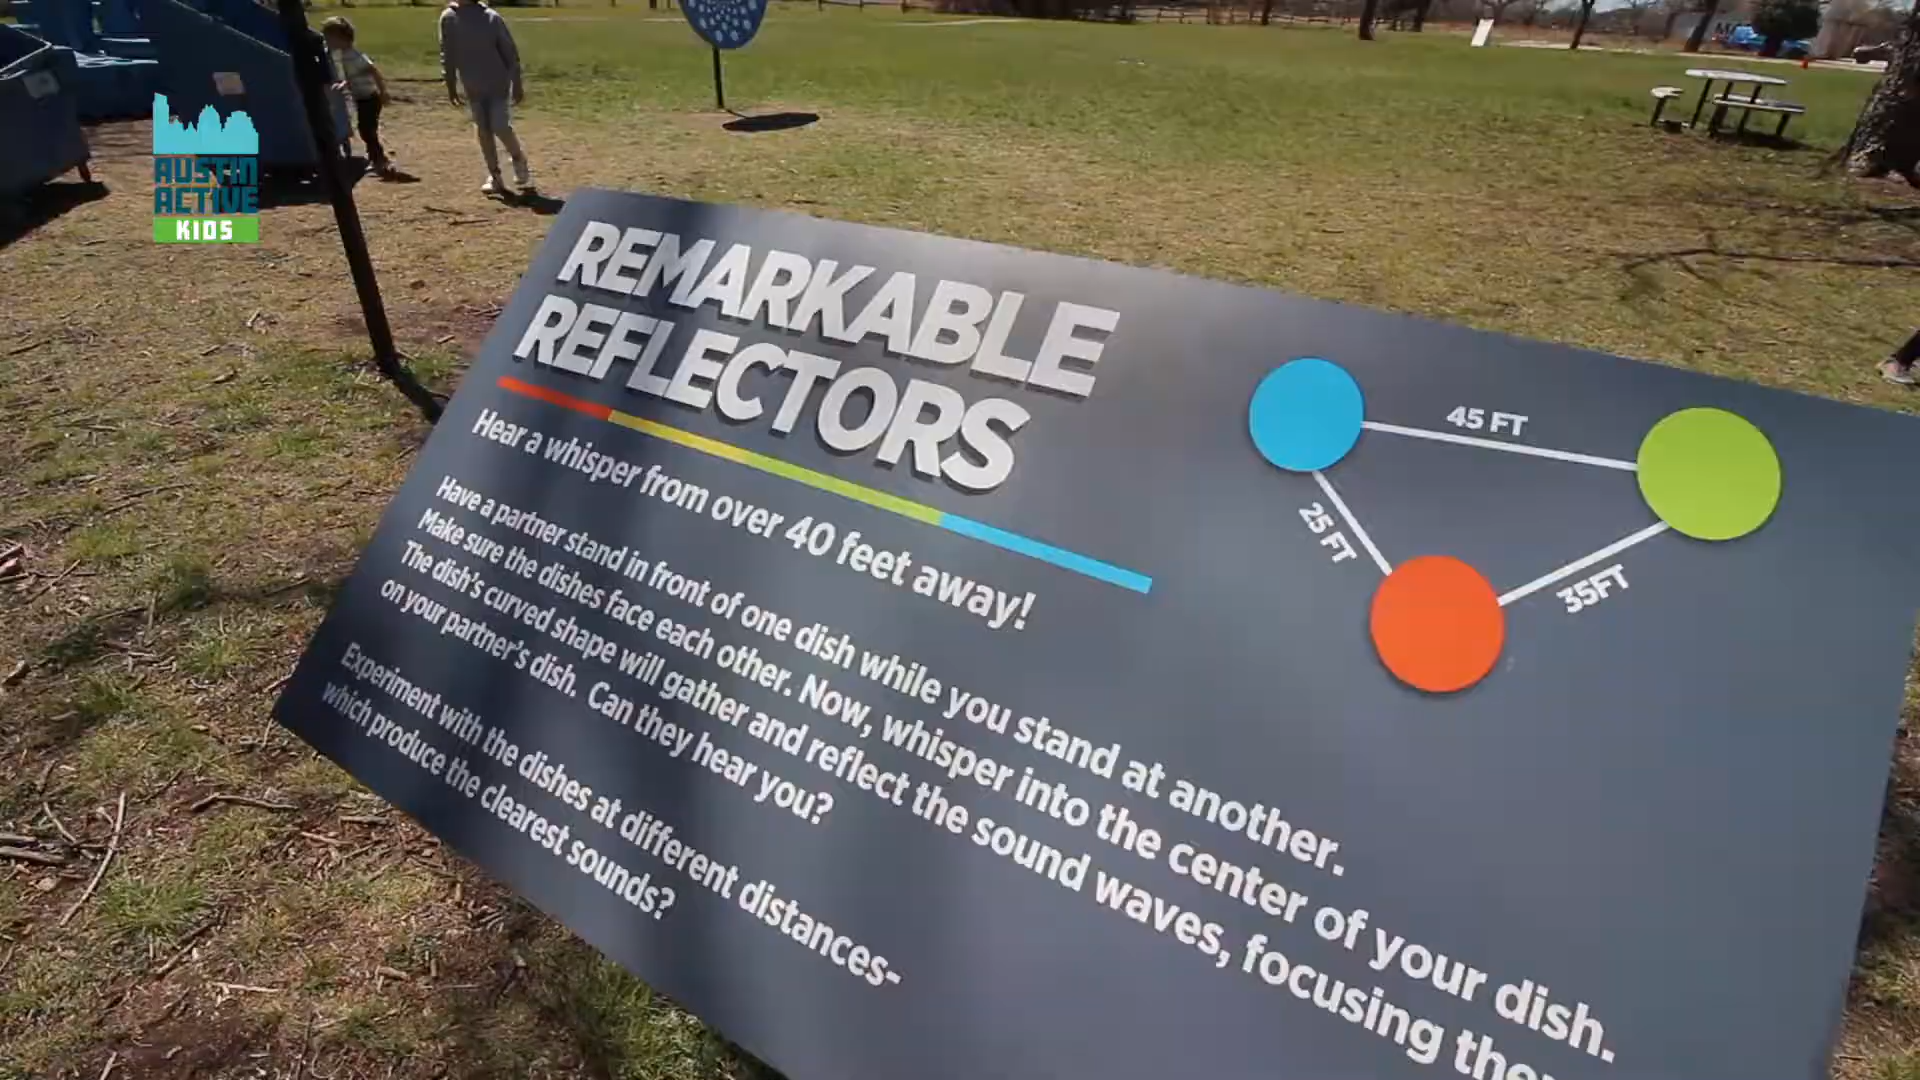 AUSTIN
ACTIVE
KIDS
REMARKABLE
REFLECTORS
Hear a whisper from over 40 feet away!
Have a partner stand in front of one dish while you stand at another.
Make sure the dishes face each other. Now, whisper into the center of your dish.
The dish's curved shape will gather and reflect the sound waves, focusing
on your partner's dish. Can they hear you?
Experiment with the dishes at different distances-
which produce the clearest sounds?
45 FT
25 FT
35FT